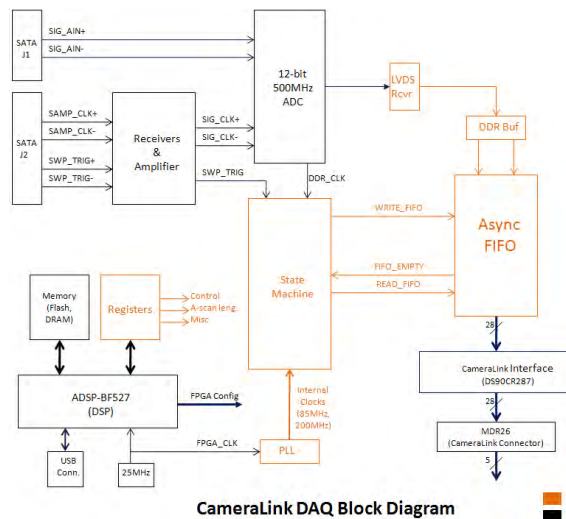 SIG_AIN+
SIG_AIN-
SATA
J1
12-bit
500MHz
ADC
LVDS
Rcvr
DDR Buf
SATA
J2
SAMP_CLK+
SAMP_CLK-
SWP_TRIG+
SWP_TRIG-
Receivers
&
Amplifier
SIG_CLK+
SIG_CLK-
SWP_TRIG
DDR_CLK
WRITE_FIFO
Async
FIFO
State
Machine
FIFO_EMPTY
READ_FIFO
Memory
(Flash,
DRAM)
Registers
Control
A-scan leng.
Misc
28
CameraLink Interface
(DS90CR287)
28
ADSP-BF527
(DSP)
FPGA Config
Internal
Clocks
(85MHz,
200MHz)
MDR26
(CameraLink Connector)
5
FPGA_CLK
PLL
USB
Conn.
25MHz
CameraLink DAQ Block Diagram